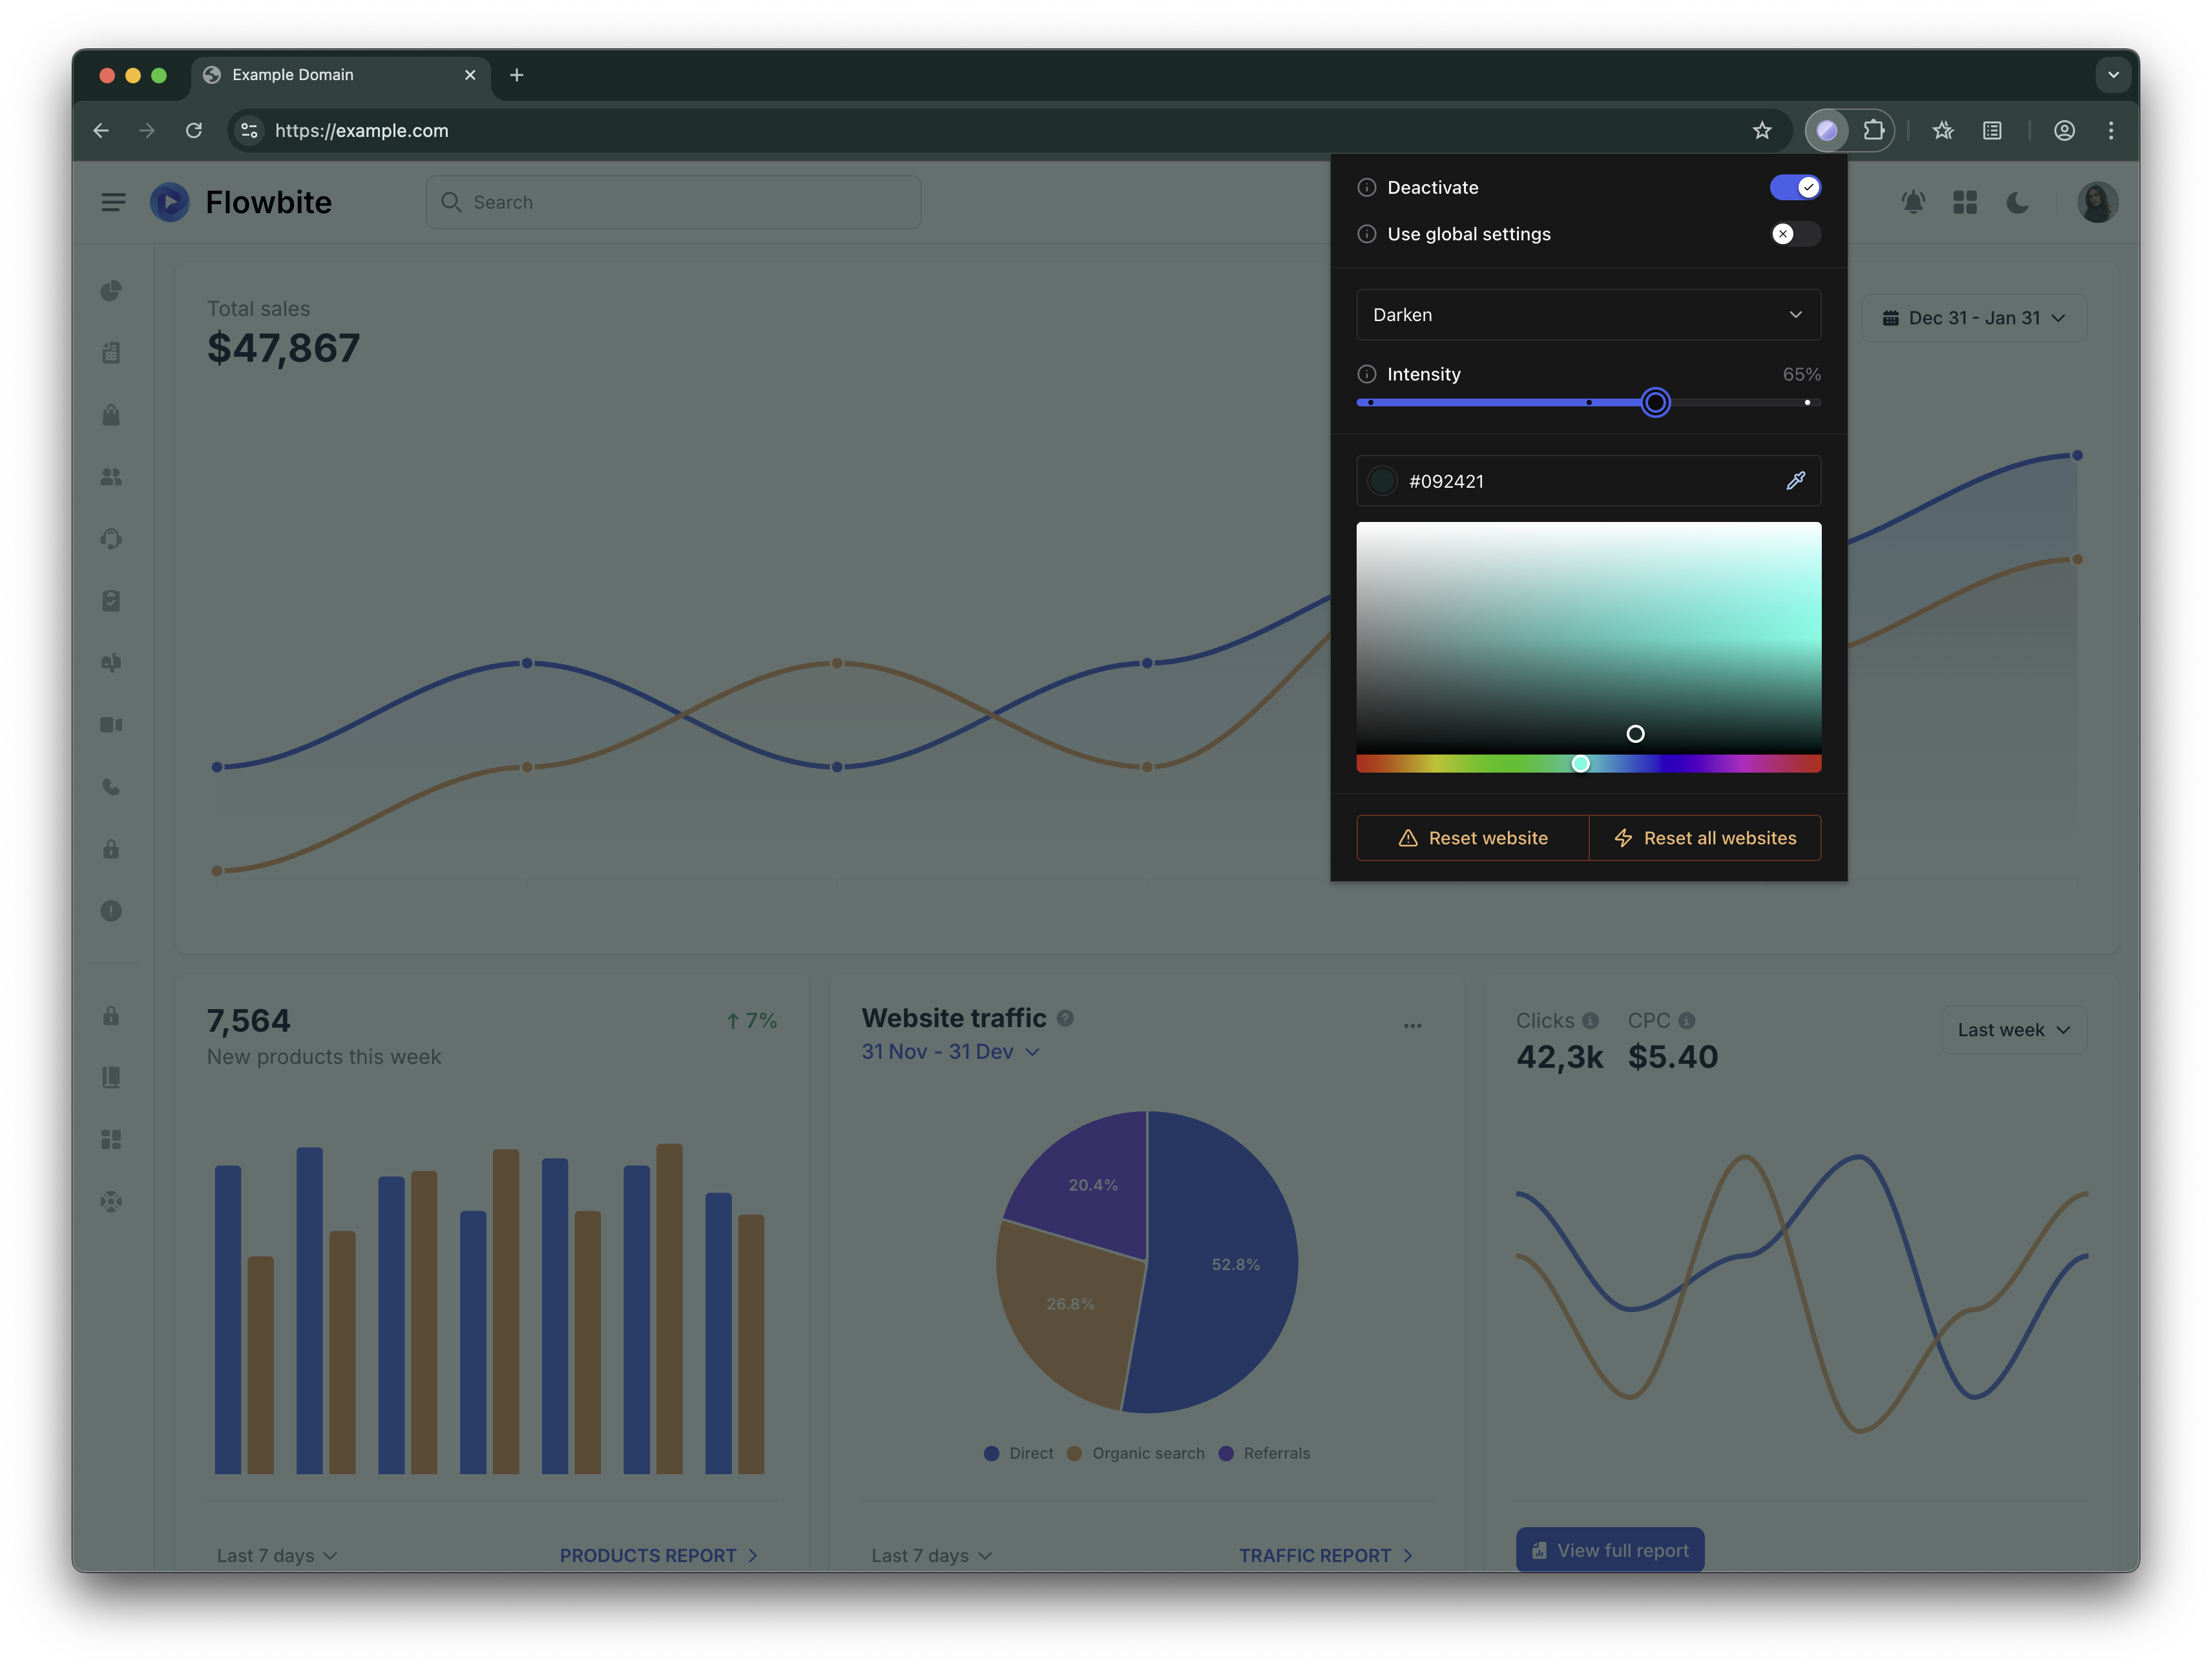 Example Domain
https://example.com
Flowbite
Search
Deactivate
Use global settings
Darken
Intensity
65%
#092421
Reset website
Reset all websites
Total sales
$47,867
Dec 31 - Jan 31
7,564
7%
New products this week
Last 7 days
PRODUCTS REPORT
Website traffic
31 Nov - 31 Dev
20.4%
52.8%
26.8%
Direct
Organic search
Referrals
Last 7 days
TRAFFIC REPORT
Clicks
CPC
42,3k
$5.40
Last week
View full report